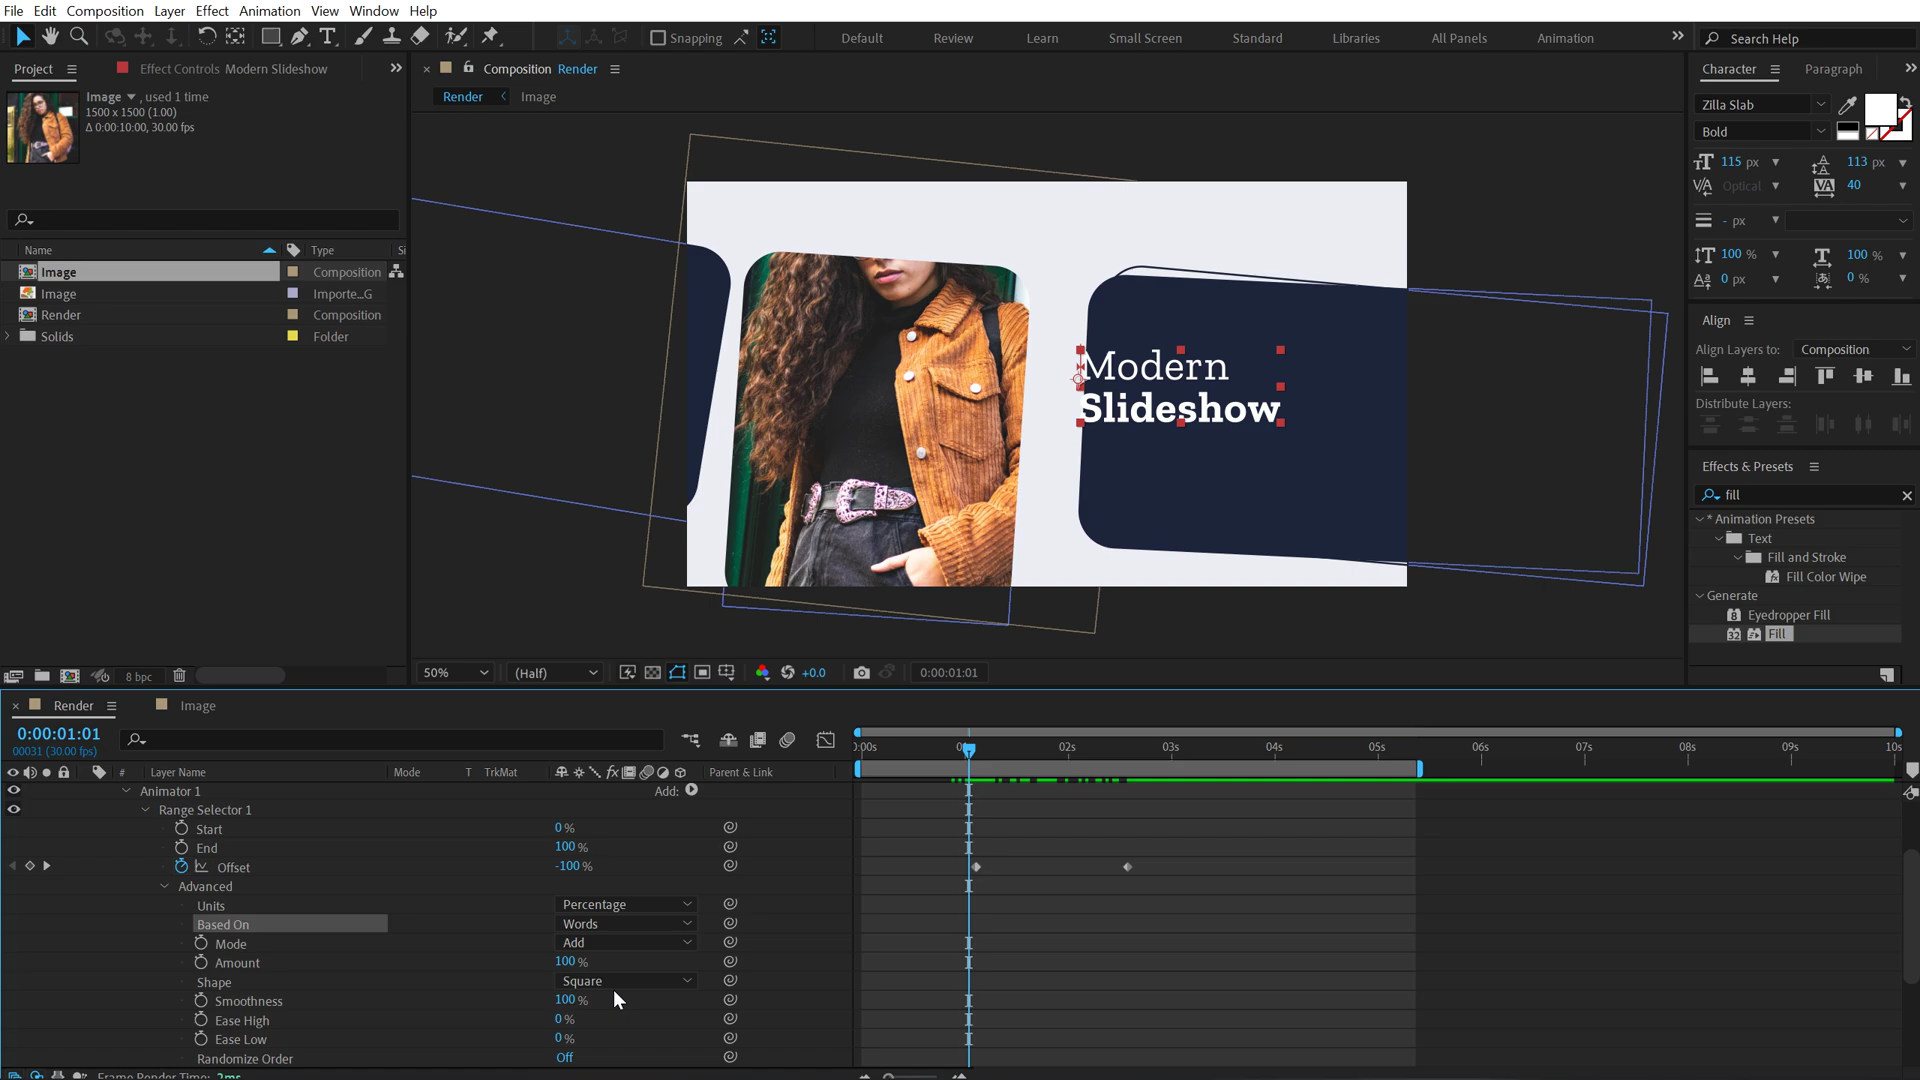 File Edit Composition Layer Effect Animation View Window Help
Snapping Default Review Learn Small Screen Standard Libraries All Panels Animation Search Help
Project Effect Controls Modern Slideshow
Composition Render
Character Paragraph
Image , used 1 time
1500 x 1500 (1.00)
Δ 0:00:10:00, 30.00 fps
Render Image
Zilla Slab
Bold
115 px 113 px
Optical 40
- px
100 % 100 %
0 px 0 %
Name Type Si
Image Composition
Image Importe...G
Render Composition
Solids Folder
Modern
Slideshow
Align
Align Layers to: Composition
Distribute Layers:
Effects & Presets
fill
* Animation Presets
Text
Fill and Stroke
Fill Color Wipe
Generate
Eyedropper Fill
Fill
8 bpc
50% (Half) +0.0 0:00:01:01
Render Image
0:00:01:01
00031 (30.00 fps)
# Layer Name Mode T TrkMat Parent & Link
02s 03s 04s 05s 06s 07s 08s 09s 10s
Animator 1 Add:
Range Selector 1
Start 0 %
End 100 %
Offset -100 %
Advanced
Units Percentage
Based On Words
Mode Add
Amount 100 %
Shape Square
Smoothness 100 %
Ease High 0 %
Ease Low 0 %
Randomize Order Off
Frame Render Time: 2ms